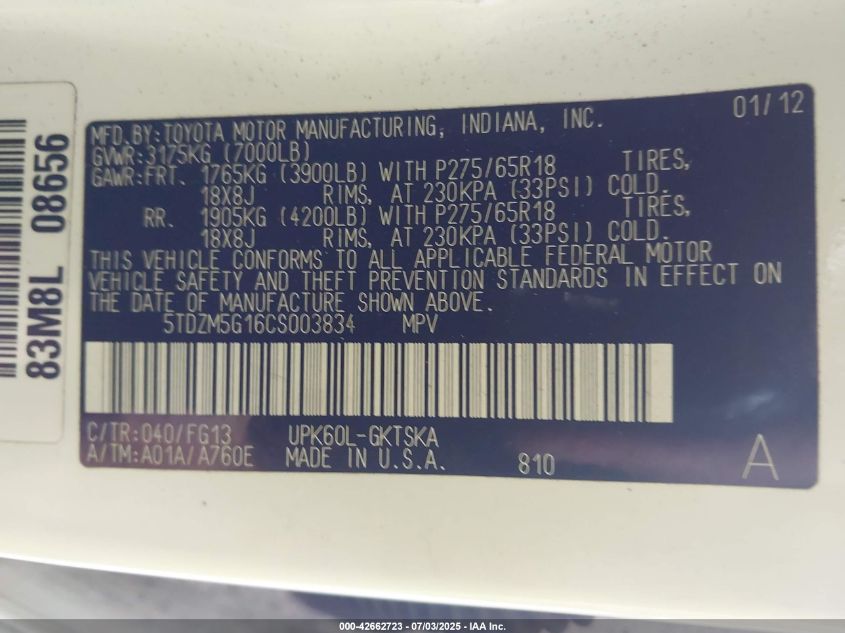 83M8L 08656
01/12
MFD.BY:TOYOTA MOTOR MANUFACTURING, INDIANA, INC.
GVWR:3175KG (7000LB)
GAWR:FRT. 1765KG (3900LB) WITH P275/65R18 TIRES,
18X8J RIMS, AT 230KPA (33PSI) COLD.
RR. 1905KG (4200LB) WITH P275/65R18 TIRES,
18X8J RIMS, AT 230KPA (33PSI) COLD.
THIS VEHICLE CONFORMS TO ALL APPLICABLE FEDERAL MOTOR
VEHICLE SAFETY AND THEFT PREVENTION STANDARDS IN EFFECT ON
THE DATE OF MANUFACTURE SHOWN ABOVE.
5TDZM5G16CS003834 MPV
C/TR:040/FG13 UPK60L-GKTSKA
A/TM:A01A/A760E MADE IN U.S.A. 810 A
000-42662723 - 07/03/2025 - IAA Inc.